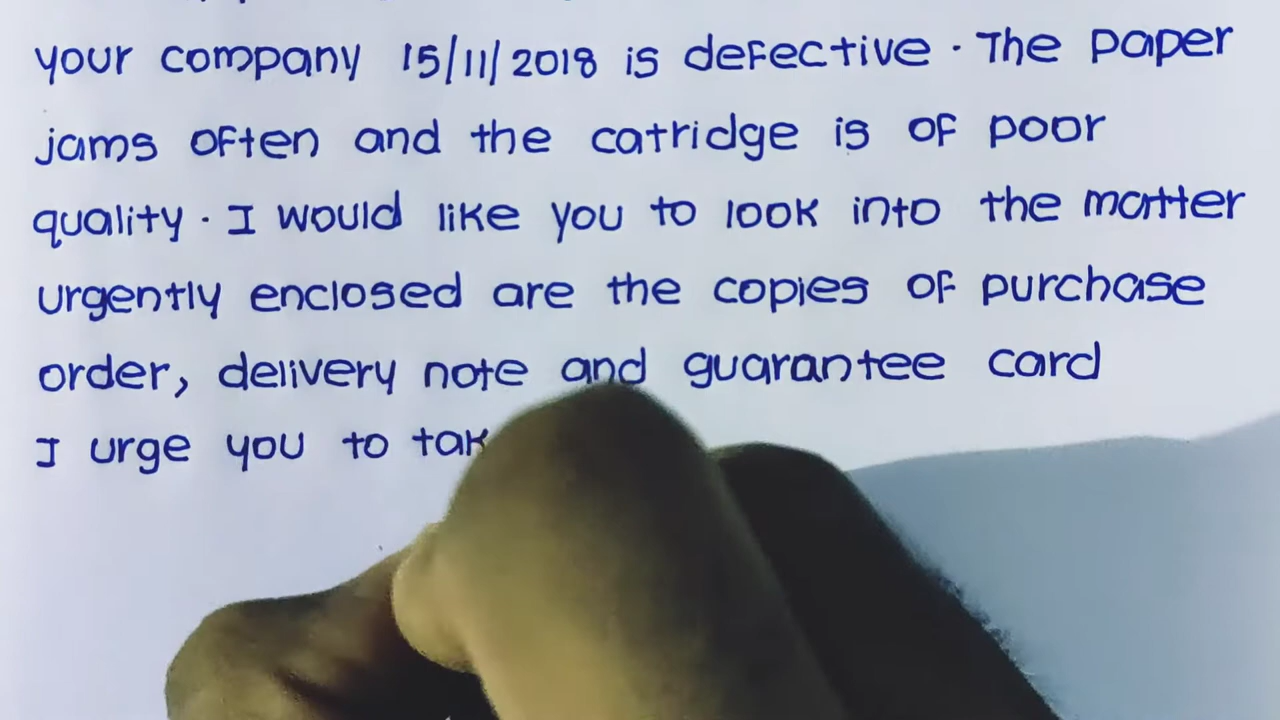 your company 15/11/2018 is defective. The paper
jams often and the catridge is of poor
quality. I would like you to look into the matter
urgently enclosed are the copies of purchase
order, delivery note and guarantee card
I urge you to tak